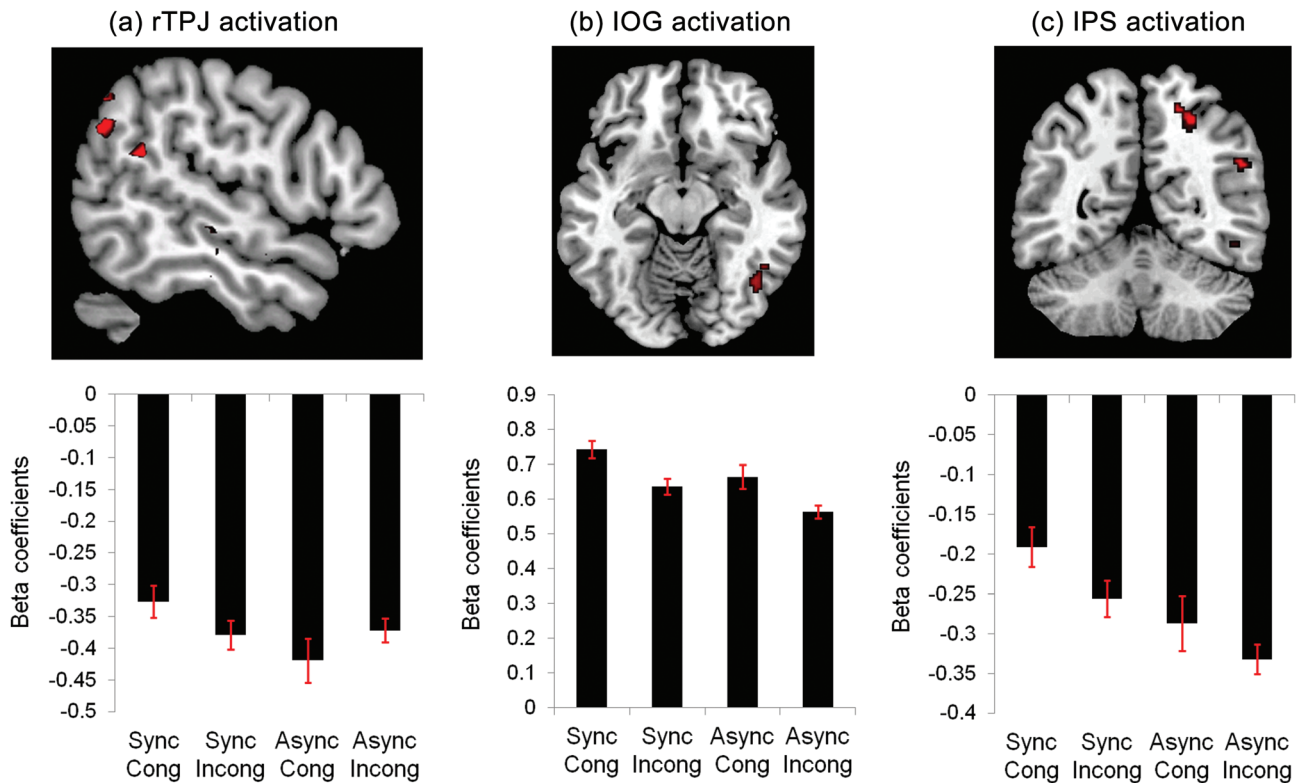 (a) rTPJ activation
(b) IOG activation
(c) IPS activation
Beta coefficients
0
-0.05
-0.1
-0.15
-0.2
-0.25
-0.3
-0.35
-0.4
-0.45
-0.5
Sync
Cong
Sync
Incong
Async
Cong
Async
Incong
Beta coefficients
0.9
0.8
0.7
0.6
0.5
0.4
0.3
0.2
0.1
0
Sync
Cong
Sync
Incong
Async
Cong
Async
Incong
Beta coefficients
0
-0.05
-0.1
-0.15
-0.2
-0.25
-0.3
-0.35
-0.4
Sync
Cong
Sync
Incong
Async
Cong
Async
Incong